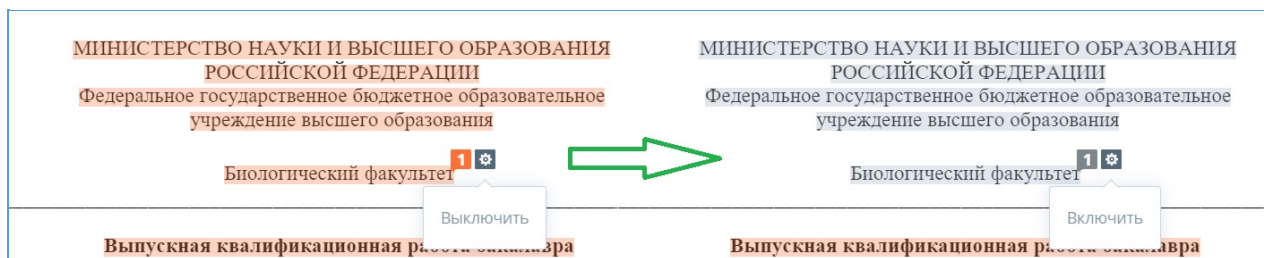 МИНИСТЕРСТВО НАУКИ И ВЫСШЕГО ОБРАЗОВАНИЯ
РОССИЙСКОЙ ФЕДЕРАЦИИ
Федеральное государственное бюджетное образовательное
учреждение высшего образования
1
Биологический факультет
Выключить
Выпускная квалификационная работа бакалавра
МИНИСТЕРСТВО НАУКИ И ВЫСШЕГО ОБРАЗОВАНИЯ
РОССИЙСКОЙ ФЕДЕРАЦИИ
Федеральное государственное бюджетное образовательное
учреждение высшего образования
1
Биологический факультет
Включить
Выпускная квалификационная работа бакалавра